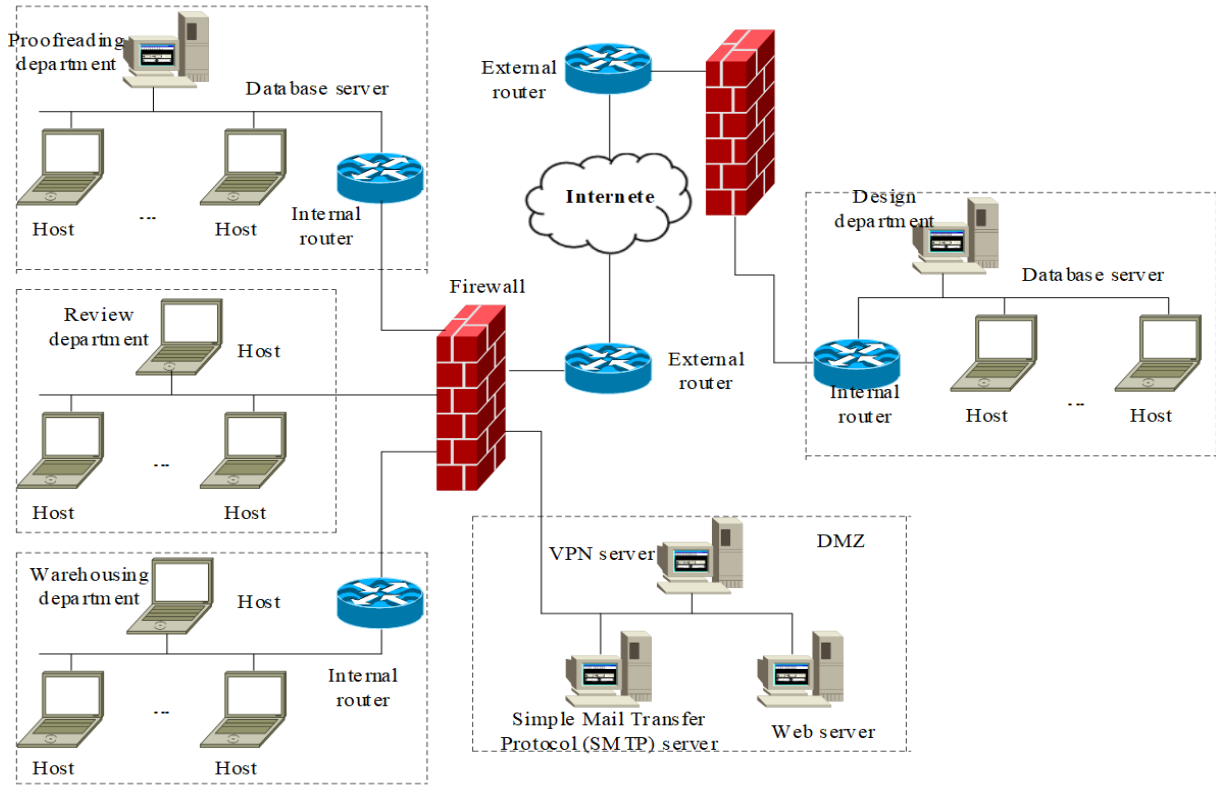 Proofreading
department
Database server
Host
...
Host
Internal
router
External
router
Internete
Design
department
Database server
Internal
router
Host
...
Host
Firewall
External
router
Review
department
Host
Host
...
Host
Warehousing
department
Host
Host
...
Host
Internal
router
VPN server
DMZ
Simple Mail Transfer
Protocol (SMTP) server
Web server